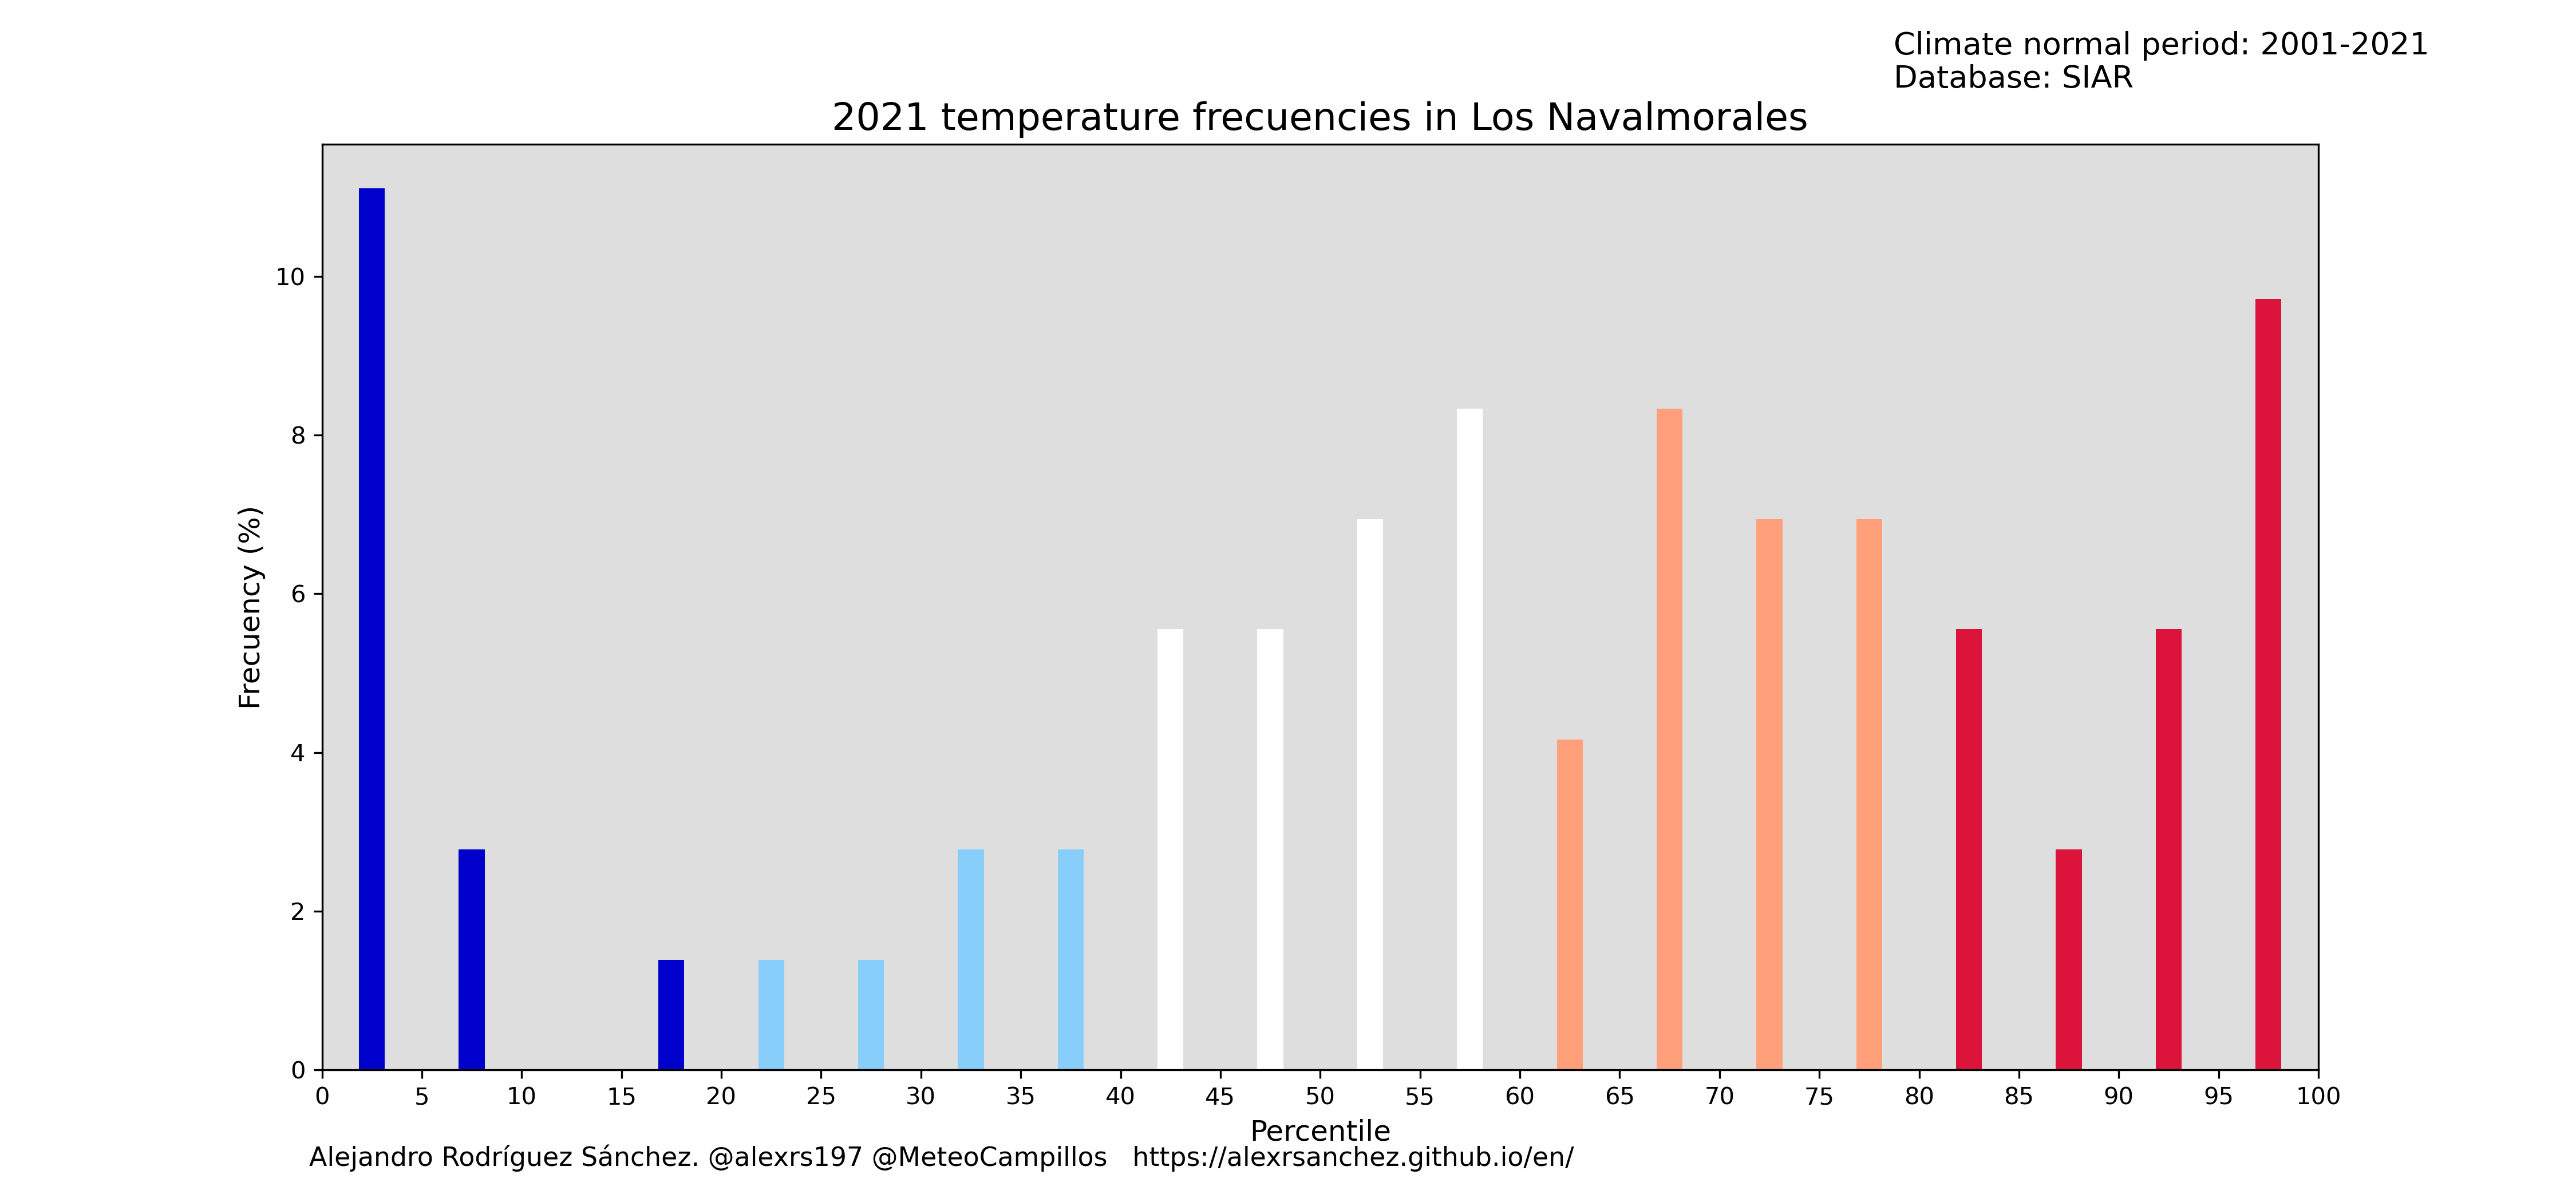 Climate normal period: 2001-2021
Database: SIAR
2021 temperature frecuencies in Los Navalmorales
Frecuency (%)
10
8
6
4
2
0
0 5 10 15 20 25 30 35 40 45 50 55 60 65 70 75 80 85 90 95 100
Percentile
Alejandro Rodríguez Sánchez. @alexrs197 @MeteoCampillos https://alexrsanchez.github.io/en/